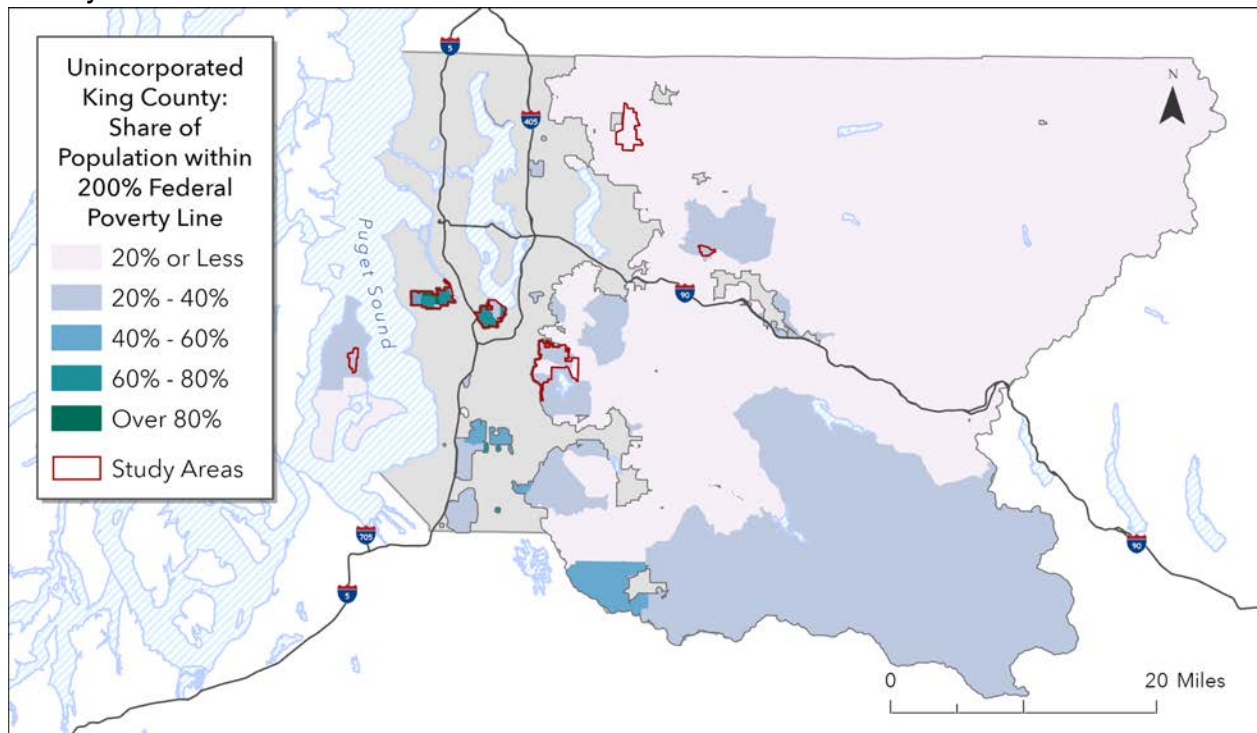 Unincorporated
King County:
Share of
Population within
200% Federal
Poverty Line
20% or Less
20% - 40%
40% - 60%
60% - 80%
Over 80%
Study Areas
Puget Sound
5
405
N
90
705
5
90
0
20 Miles